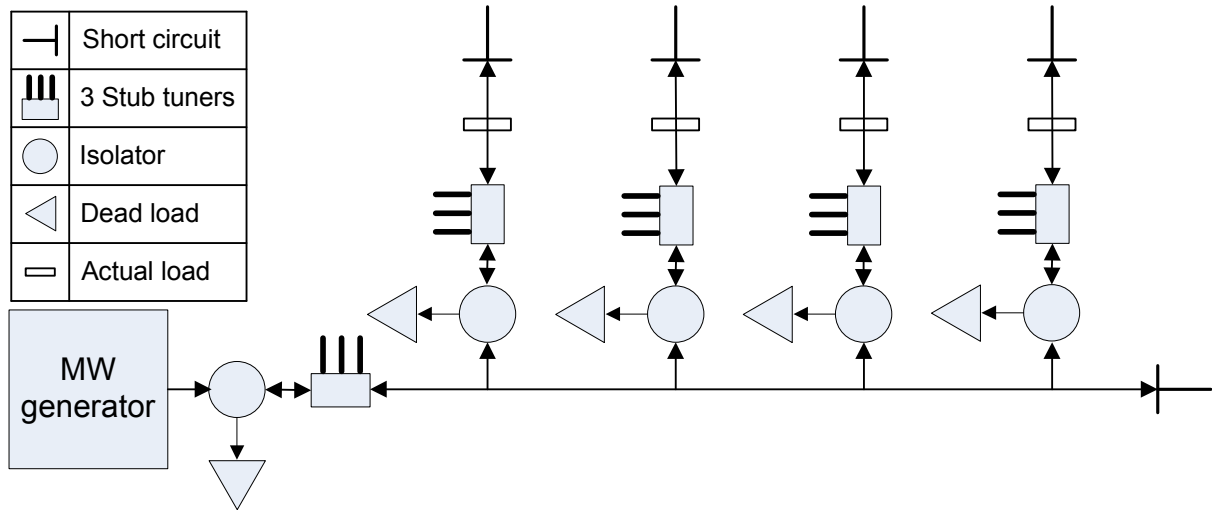 Short circuit
3 Stub tuners
Isolator
Dead load
Actual load
MW
generator